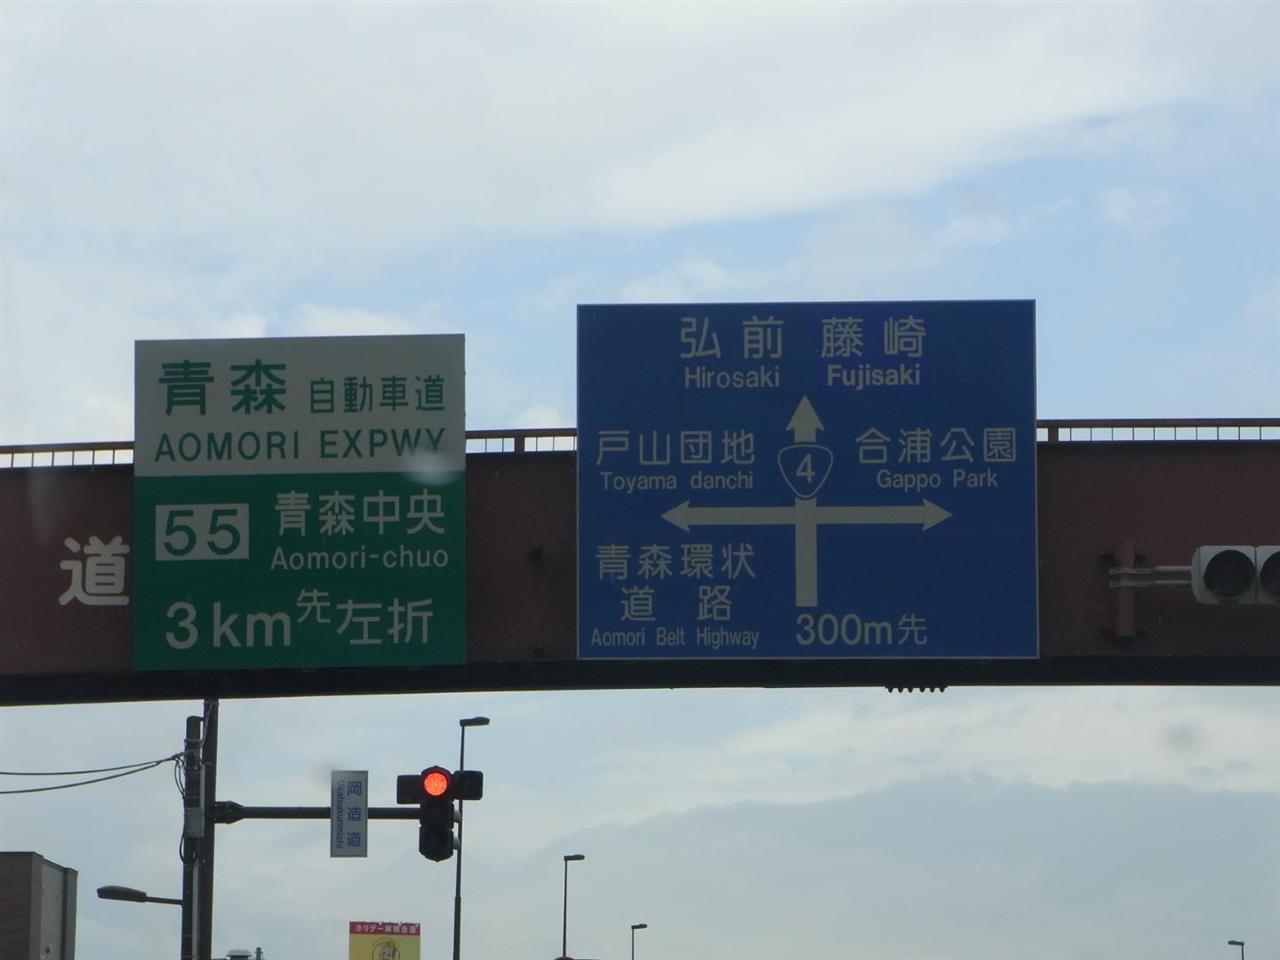 道
青森 自動車道
AOMORI EXPWY
55 青森中央
Aomori-chuo
3km先左折
弘前 藤崎
Hirosaki Fujisaki
戸山団地 4 合浦公園
Toyama danchi Gappo Park
青森環状
道路
Aomori Belt Highway
300m先
岡造道
Okatsukurimichi